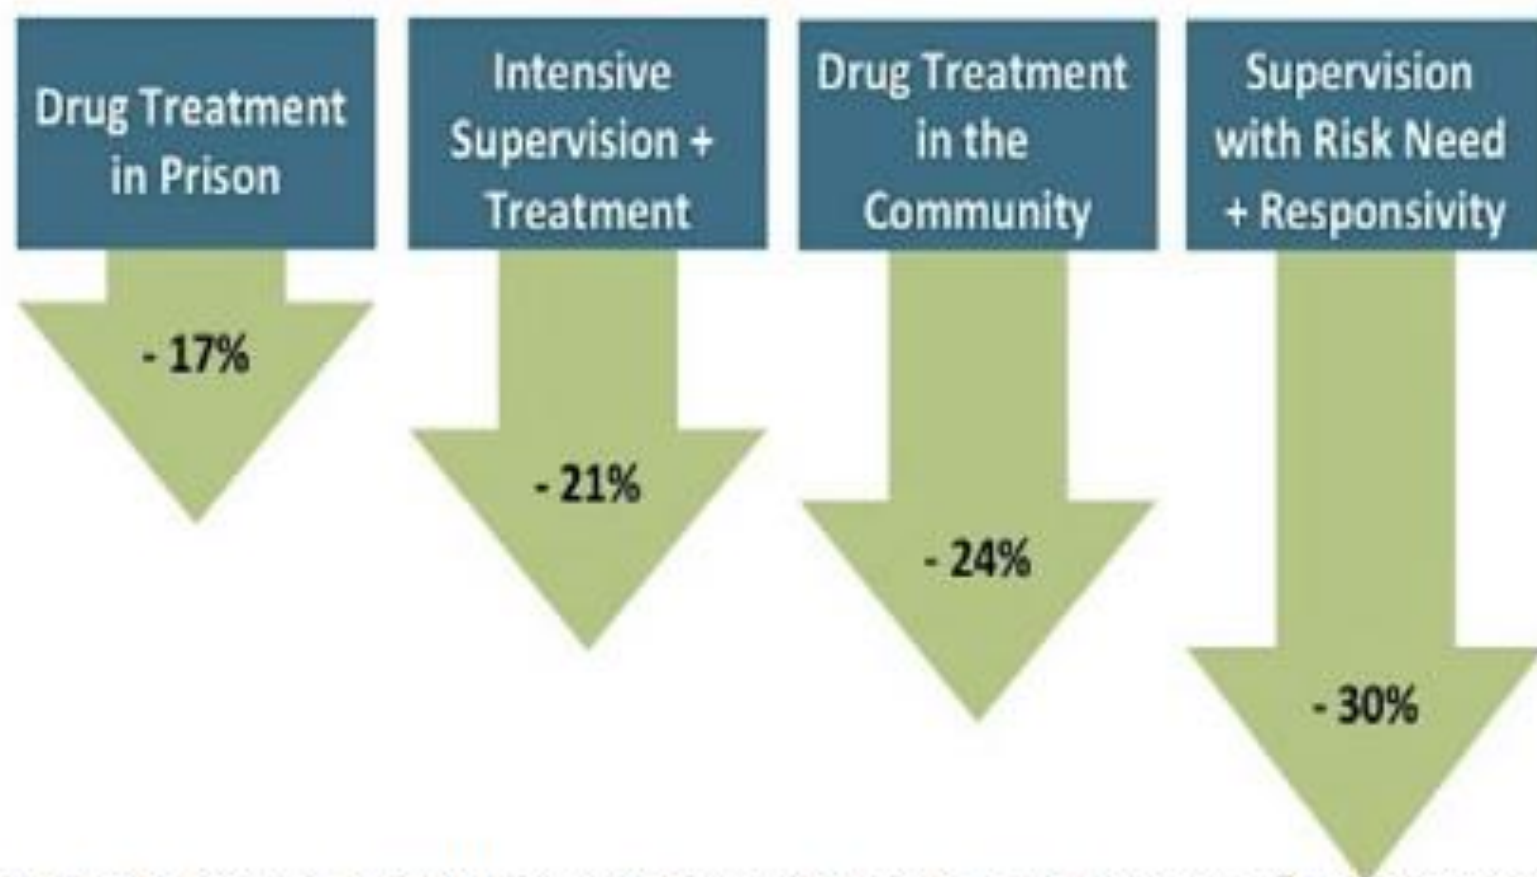 Drug Treatment
in Prison
Intensive
Supervision +
Treatment
Drug Treatment
in the
Community
Supervision
with Risk Need
+ Responsivity
- 17%
- 21%
- 24%
- 30%